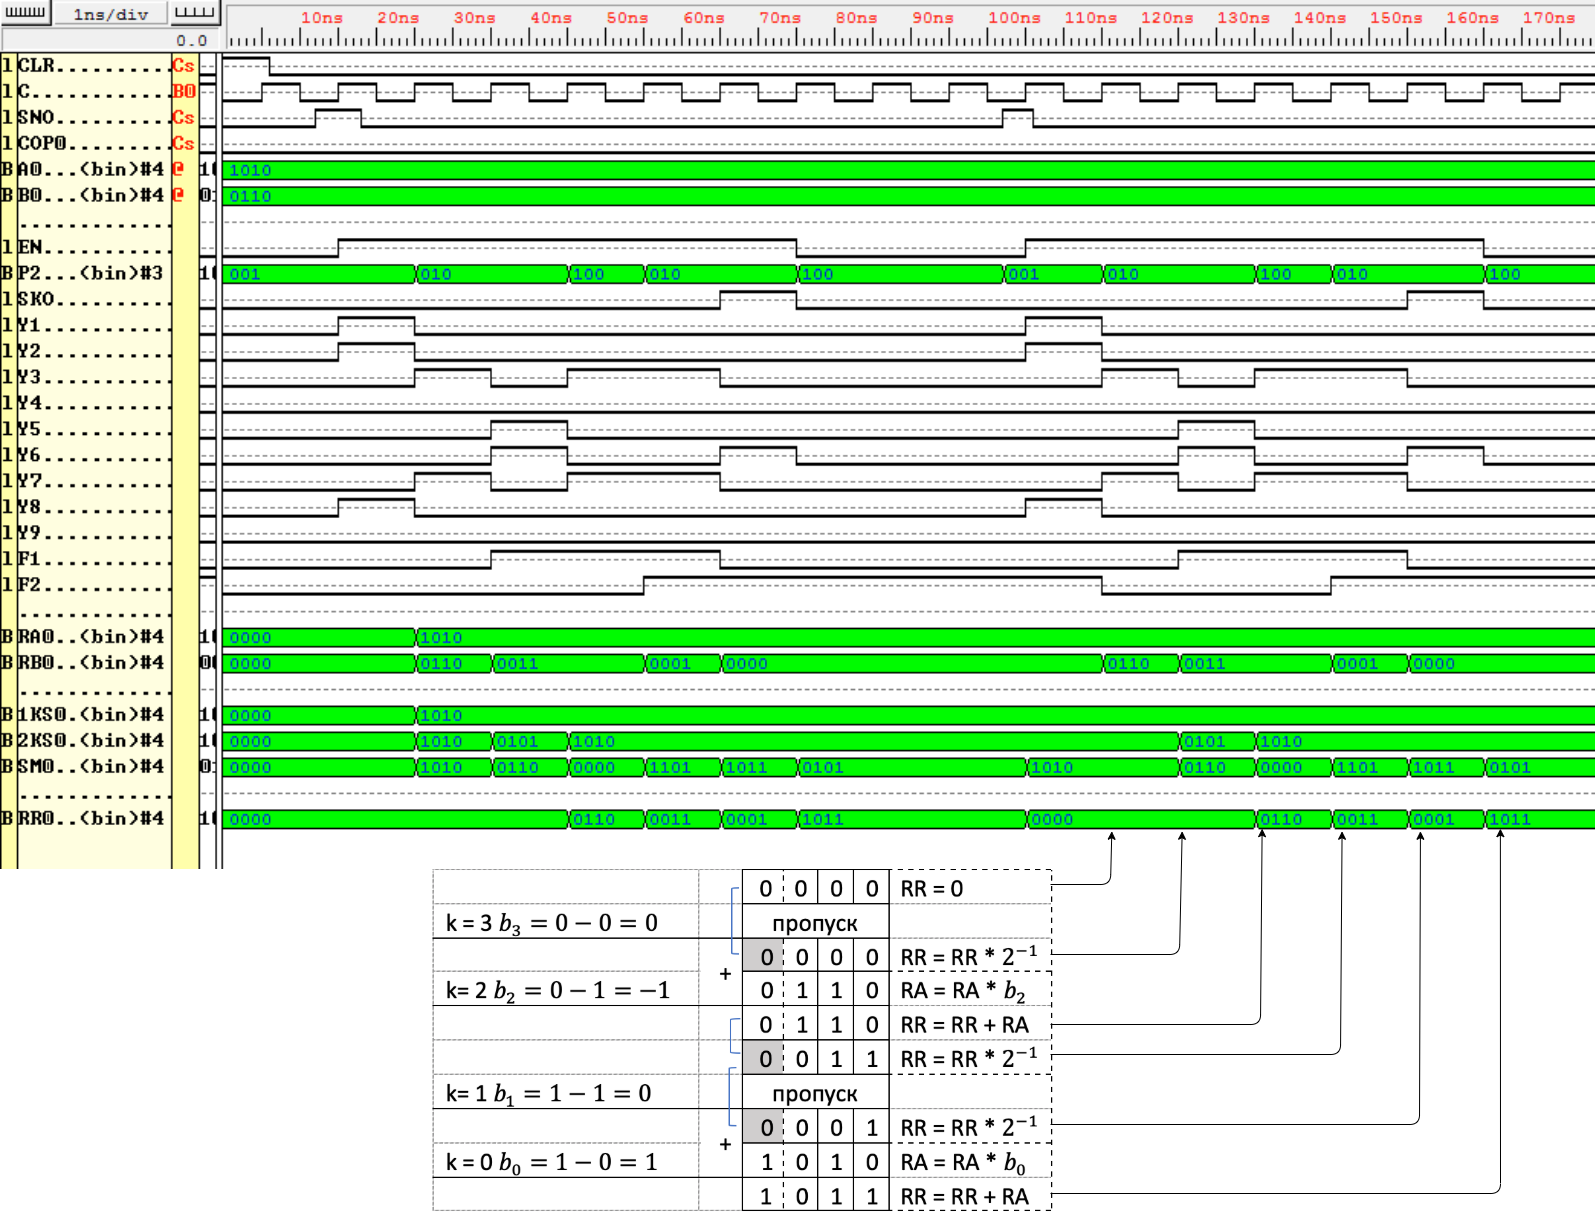 1ns/div 10ns 20ns 30ns 40ns 50ns 60ns 70ns 80ns 90ns 100ns 110ns 120ns 130ns 140ns 150ns 160ns 170ns
0.0
1 CLR.......... Cs
1 C............ B0
1 SNO.......... Cs
1 COP0......... Cs
B A0...<bin>#4 @ 1010
B B0...<bin>#4 @ 0110
1 EN...........
B P2...<bin>#3 001 010 100 010 100 001 010 100 010 100
1 SKO..........
1 Y1...........
1 Y2...........
1 Y3...........
1 Y4...........
1 Y5...........
1 Y6...........
1 Y7...........
1 Y8...........
1 Y9...........
1 F1...........
1 F2...........
B RA0..<bin>#4 0000 1010
B RB0..<bin>#4 0000 0110 0011 0001 0000 0110 0011 0001 0000
B 1KS0.<bin>#4 0000 1010
B 2KS0.<bin>#4 0000 1010 0101 1010 0101 1010
B SM0..<bin>#4 0000 1010 0110 0000 1101 1011 0101 1010 0110 0000 1101 1011 0101
B RR0..<bin>#4 0000 0110 0011 0001 1011 0000 0110 0011 0001 1011
0 0 0 0 RR = 0
k = 3 b₃ = 0 − 0 = 0 пропуск
0 0 0 0 RR = RR * 2⁻¹
+
k= 2 b₂ = 0 − 1 = −1 0 1 1 0 RA = RA * b₂
0 1 1 0 RR = RR + RA
0 0 1 1 RR = RR * 2⁻¹
k= 1 b₁ = 1 − 1 = 0 пропуск
0 0 0 1 RR = RR * 2⁻¹
+
k = 0 b₀ = 1 − 0 = 1 1 0 1 0 RA = RA * b₀
1 0 1 1 RR = RR + RA